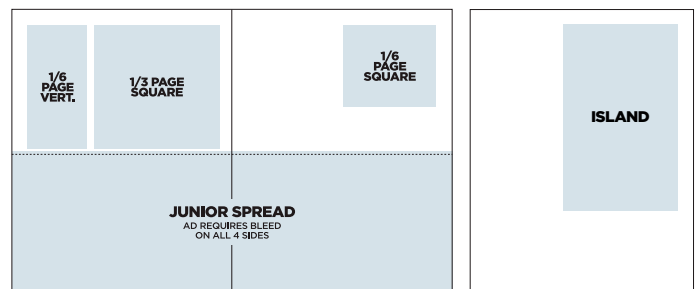 1/6
PAGE
VERT.
1/3 PAGE
SQUARE
1/6
PAGE
SQUARE
JUNIOR SPREAD
AD REQUIRES BLEED
ON ALL 4 SIDES
ISLAND